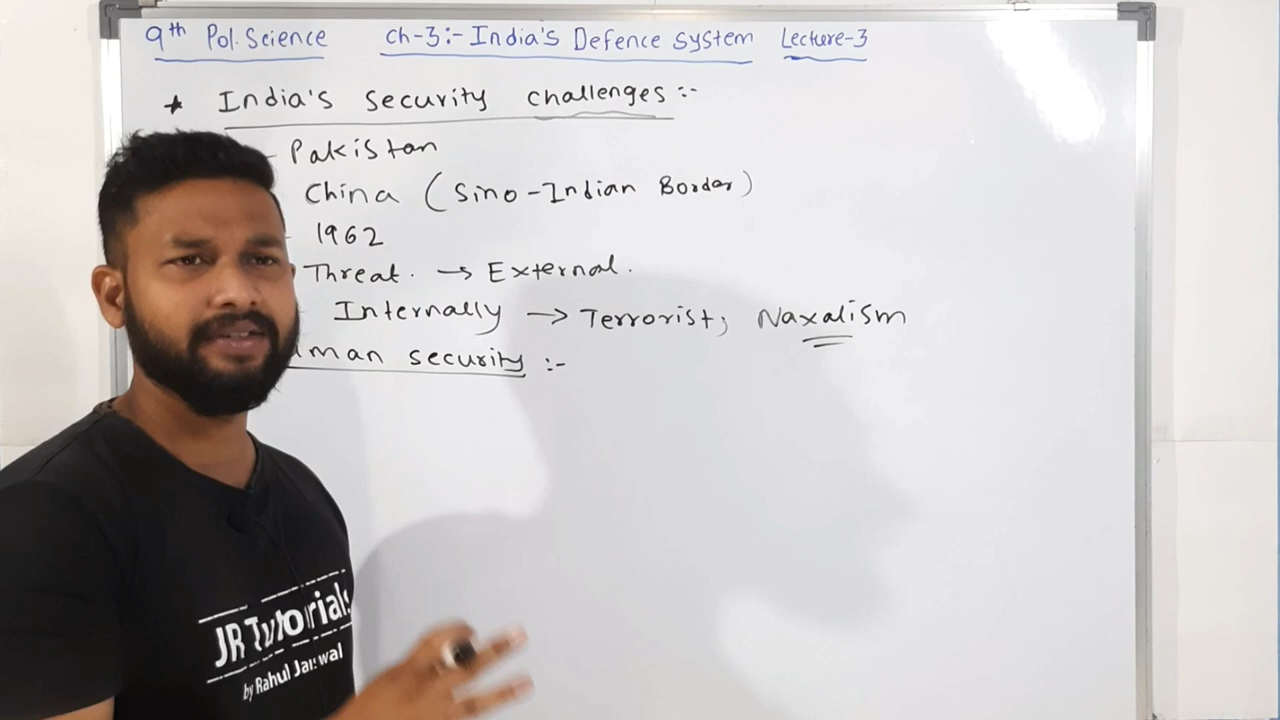 9th Pol. Science Ch-3:- India's Defence system Lecture-3
* India's security challenges :-
- Pakistan
China (Sino-Indian Border)
- 1962
Threat. → External.
Internally → Terrorist, Naxalism
man security :-
JR Tutorials
by Rahul Jaiswal